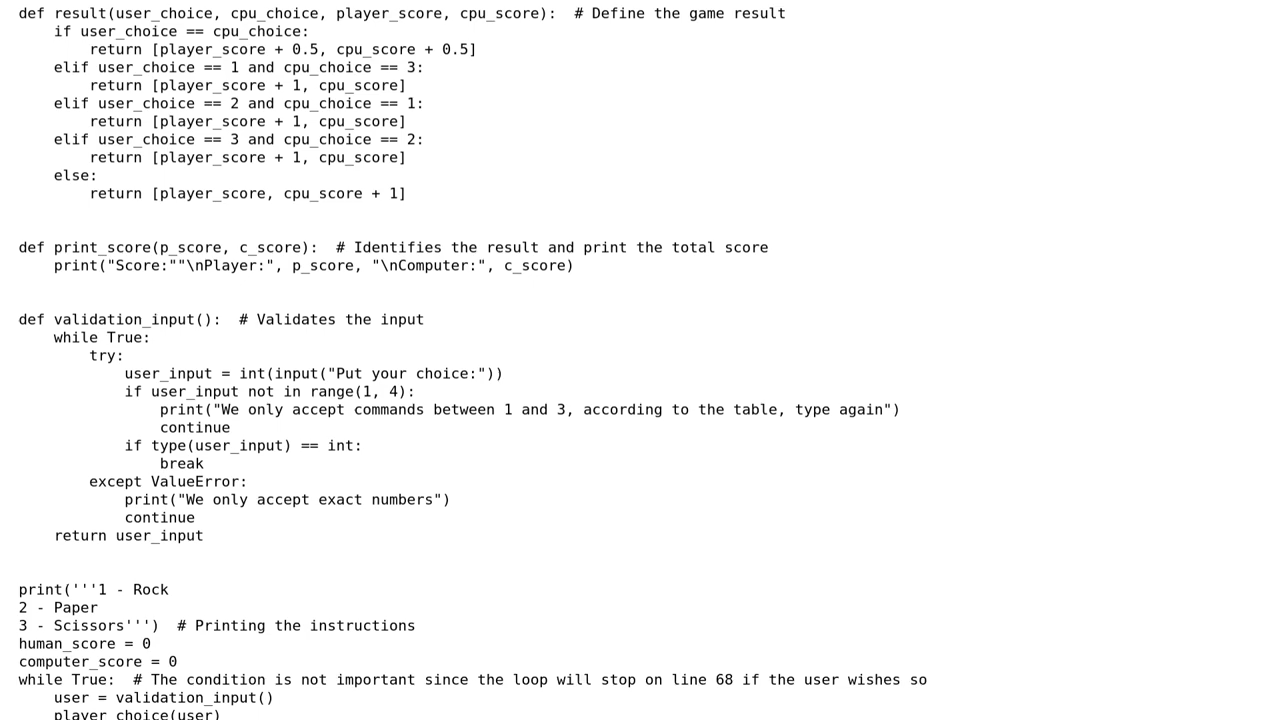 def result(user_choice, cpu_choice, player_score, cpu_score):  # Define the game result
    if user_choice == cpu_choice:
        return [player_score + 0.5, cpu_score + 0.5]
    elif user_choice == 1 and cpu_choice == 3:
        return [player_score + 1, cpu_score]
    elif user_choice == 2 and cpu_choice == 1:
        return [player_score + 1, cpu_score]
    elif user_choice == 3 and cpu_choice == 2:
        return [player_score + 1, cpu_score]
    else:
        return [player_score, cpu_score + 1]


def print_score(p_score, c_score):  # Identifies the result and print the total score
    print("Score:""\nPlayer:", p_score, "\nComputer:", c_score)


def validation_input():  # Validates the input
    while True:
        try:
            user_input = int(input("Put your choice:"))
            if user_input not in range(1, 4):
                print("We only accept commands between 1 and 3, according to the table, type again")
                continue
            if type(user_input) == int:
                break
        except ValueError:
            print("We only accept exact numbers")
            continue
    return user_input


print('''1 - Rock
2 - Paper
3 - Scissors''')  # Printing the instructions
human_score = 0
computer_score = 0
while True:  # The condition is not important since the loop will stop on line 68 if the user wishes so
    user = validation_input()
    player_choice(user)